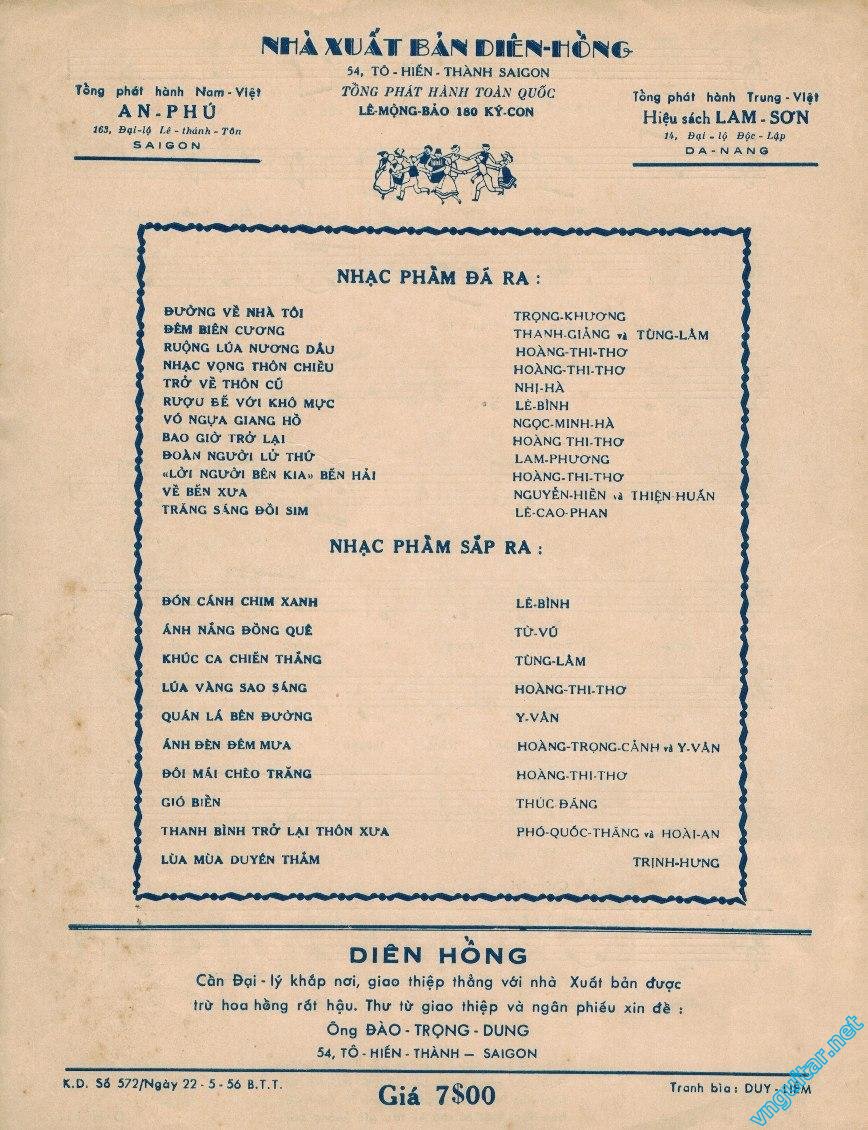 NHÀ XUẤT BẢN DIÊN-HỒNG
54, TÔ - HIẾN - THÀNH SAIGON
TỒNG PHÁT HÀNH TOÀN QUỐC
LÊ-MỘNG-BẢO 180 KỲ-CON
Tồng phát hành Nam - Việt
AN - PHÚ
163, Đại-lộ Lê - thánh - Tôn
SAIGON
Tồng phát hành Trung - Việt
Hiệu sách LAM - SƠN
14, Đại - lộ Độc - Lập
DA - NANG
NHẠC PHẦM ĐÃ RA :
ĐƯỜNG VỀ NHÀ TÔI TRỌNG-KHƯƠNG
ĐÊM BIÊN CƯƠNG THANH-GIẢNG và TÙNG-LÂM
RUỘNG LÚA NƯƠNG DÂU HOÀNG-THI-THƠ
NHẠC VỌNG THÔN CHIỀU HOÀNG-THI-THƠ
TRỞ VỀ THÔN CŨ NHỊ-HÀ
RƯỢU ĐẾ VỚI KHÔ MỰC LÊ-BÌNH
VÓ NGỰA GIANG HỒ NGỌC-MINH-HÀ
BAO GIỜ TRỞ LẠI HOÀNG THI-THƠ
ĐOÀN NGƯỜI LỬ THỨ LAM-PHƯƠNG
«LỜI NGƯỜI BÊN KIA» BẾN HẢI HOÀNG-THI-THƠ
VỀ BẾN XƯA NGUYỄN-HIỀN và THIỆN-HUẤN
TRĂNG SÁNG ĐỒI SIM LÊ-CAO-PHAN
NHẠC PHẦM SẮP RA :
ĐÓN CÁNH CHIM XANH LÊ-BÌNH
ÁNH NẮNG ĐỒNG QUÊ TỪ-VŨ
KHÚC CA CHIẾN THẮNG TÙNG-LÂM
LÚA VÀNG SAO SÁNG HOÀNG-THI-THƠ
QUÁN LÁ BÊN ĐƯỜNG Y-VÂN
ÁNH ĐÈN ĐÊM MƯA HOÀNG-TRỌNG-CẢNH và Y-VÂN
ĐÔI MÁI CHÈO TRĂNG HOÀNG-THI-THƠ
GIÓ BIỀN THÚC ĐĂNG
THANH BÌNH TRỞ LẠI THÔN XƯA PHÓ-QUỐC-THĂNG và HOÀI-AN
LÙA MÙA DUYÊN THẮM TRỊNH-HƯNG
DIÊN HỒNG
Cần Đại - lý khắp nơi, giao thiệp thẳng với nhà Xuất bản được
trừ hoa hồng rất hậu. Thư từ giao thiệp và ngân phiếu xin đề :
Ông ĐÀO - TRỌNG - DUNG
54, TÔ - HIẾN - THÀNH — SAIGON
K.D. Số 572/Ngày 22 - 5 - 56 B.T.T.
Giá 7$00
Tranh bìa : DUY - LIÊM
vnguitar.net